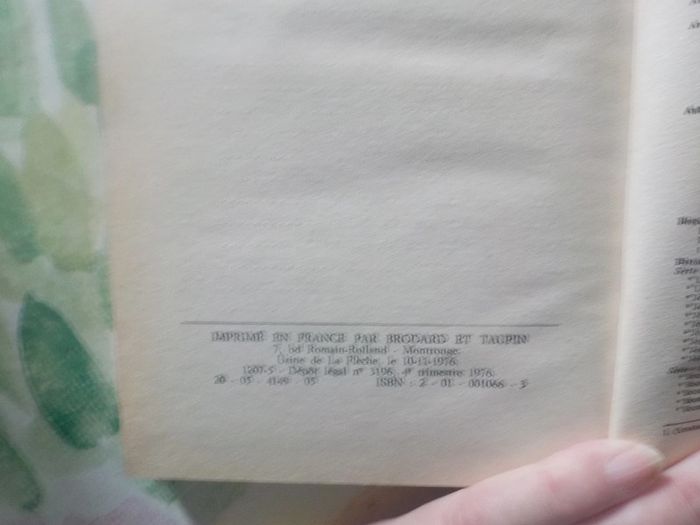 IMPRIMÉ EN FRANCE PAR BRODARD ET TAUPIN
7, bd Romain-Rolland - Montrouge.
Usine de La Flèche, le 10-11-1976.
1207-5 - Dépôt légal n° 3196, 4e trimestre 1976.
20 - 05 - 4149 - 05 ISBN : 2 - 01 - 001066 - 3
Série